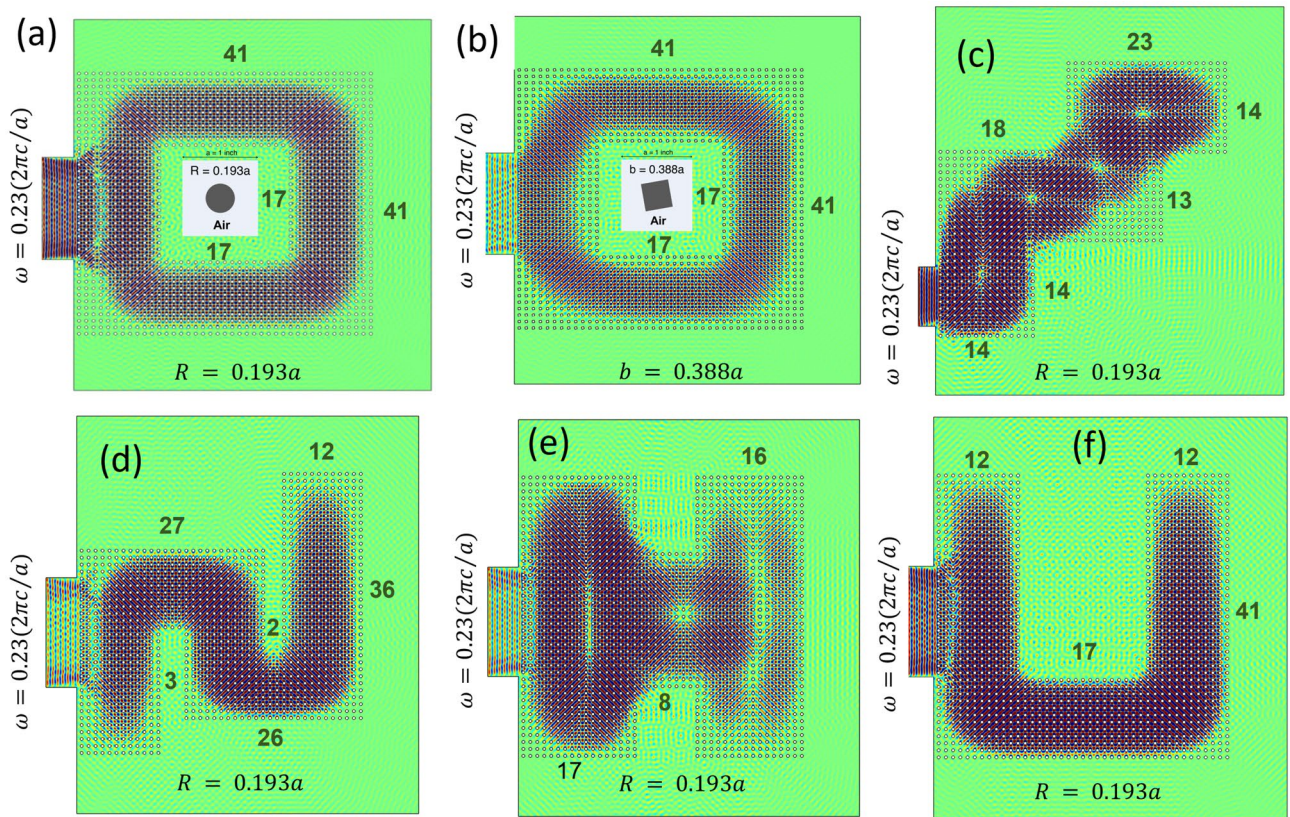 (a)
41
ω = 0.23(2πc/a)
a = 1 inch
R = 0.193a
Air
17
17
41
R = 0.193a
(b)
41
ω = 0.23(2πc/a)
a = 1 inch
b = 0.388a
Air
17
17
41
b = 0.388a
(c)
23
14
18
13
14
14
ω = 0.23(2πc/a)
R = 0.193a
(d)
12
27
36
2
3
26
ω = 0.23(2πc/a)
R = 0.193a
(e)
16
8
17
ω = 0.23(2πc/a)
R = 0.193a
(f)
12
12
41
17
ω = 0.23(2πc/a)
R = 0.193a